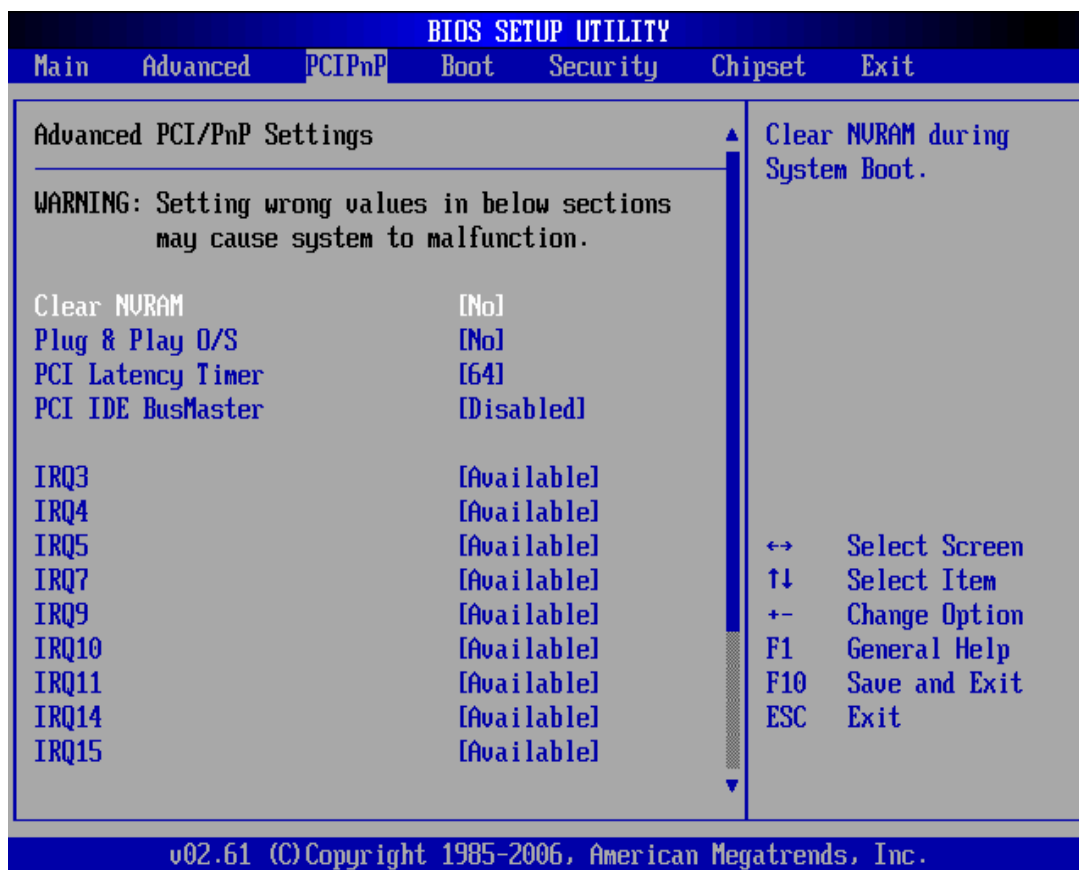 BIOS SETUP UTILITY
Main Advanced PCIPnP Boot Security Chipset Exit
Advanced PCI/PnP Settings
WARNING: Setting wrong values in below sections
may cause system to malfunction.
Clear NVRAM [No]
Plug & Play O/S [No]
PCI Latency Timer [64]
PCI IDE BusMaster [Disabled]
IRQ3 [Available]
IRQ4 [Available]
IRQ5 [Available]
IRQ7 [Available]
IRQ9 [Available]
IRQ10 [Available]
IRQ11 [Available]
IRQ14 [Available]
IRQ15 [Available]
Clear NVRAM during
System Boot.
↔ Select Screen
↑↓ Select Item
+- Change Option
F1 General Help
F10 Save and Exit
ESC Exit
v02.61 (C)Copyright 1985-2006, American Megatrends, Inc.